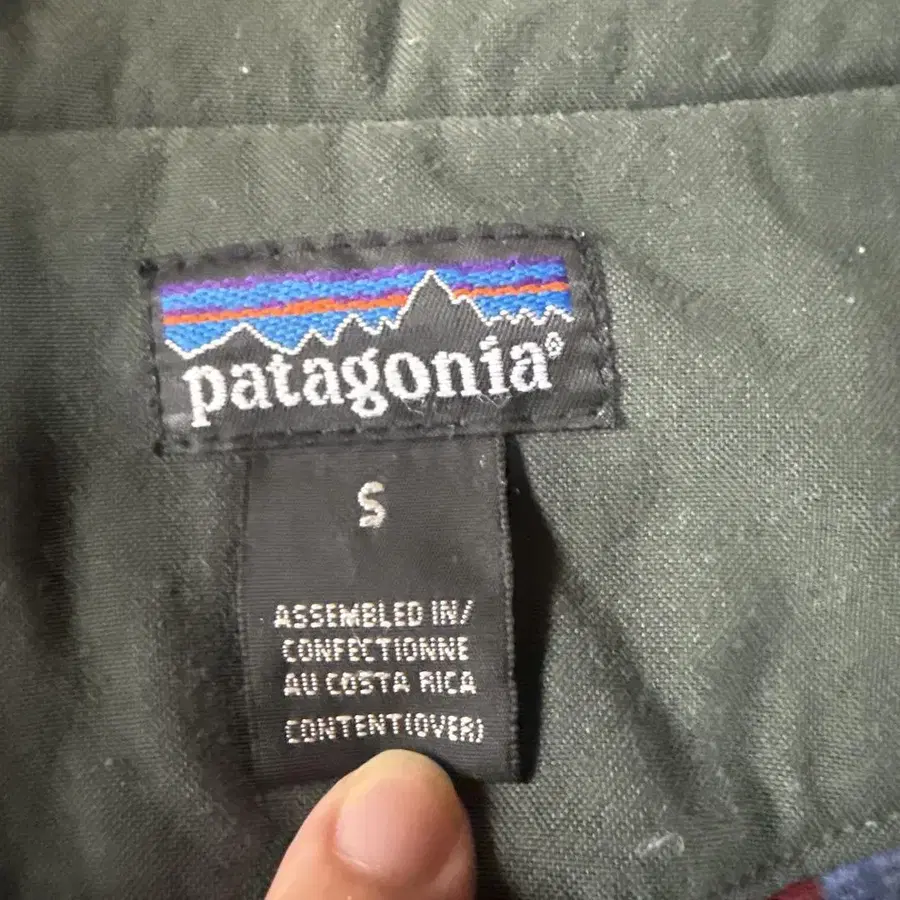 patagonia®
S
ASSEMBLED IN/
CONFECTIONNE
AU COSTA RICA
CONTENT(OVER)